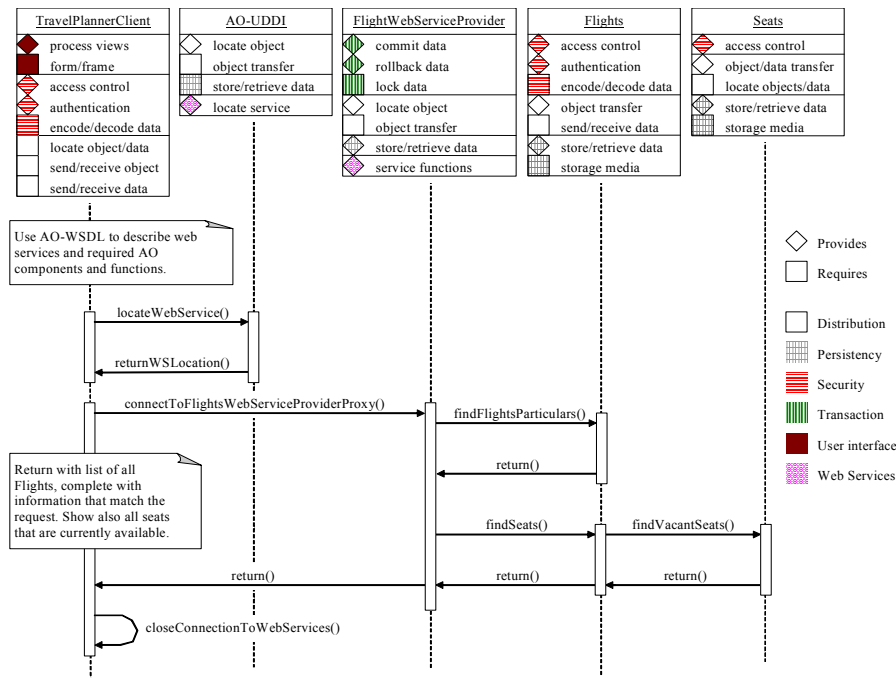 TravelPlannerClient
process views
form/frame
access control
authentication
encode/decode data
locate object/data
send/receive object
send/receive data
AO-UDDI
locate object
object transfer
store/retrieve data
locate service
FlightWebServiceProvider
commit data
rollback data
lock data
locate object
object transfer
store/retrieve data
service functions
Flights
access control
authentication
encode/decode data
object transfer
send/receive data
store/retrieve data
storage media
Seats
access control
object/data transfer
locate objects/data
store/retrieve data
storage media
Use AO-WSDL to describe web
services and required AO
components and functions.
Provides
Requires
Distribution
Persistency
Security
Transaction
User interface
Web Services
locateWebService()
returnWSLocation()
connectToFlightsWebServiceProviderProxy()
findFlightsParticulars()
return()
Return with list of all
Flights, complete with
information that match the
request. Show also all seats
that are currently available.
findSeats()
findVacantSeats()
return()
return()
return()
closeConnectionToWebServices()